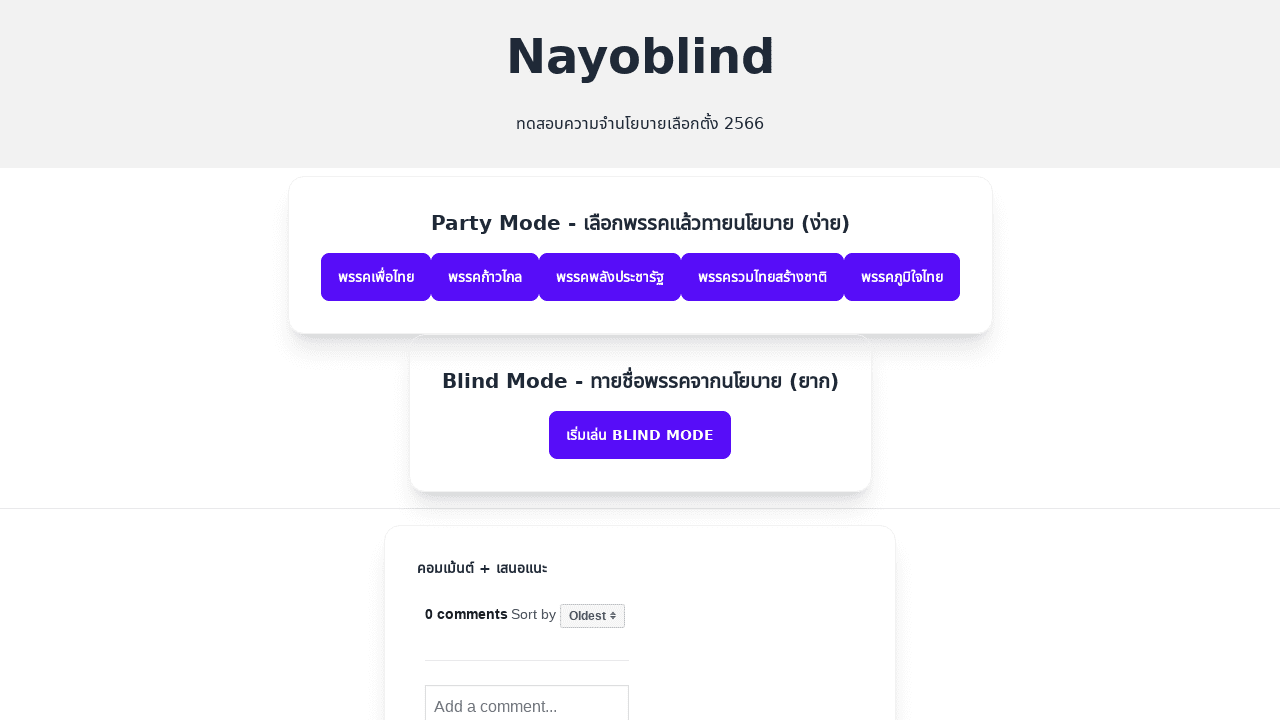 Nayoblind
ทดสอบความจำนโยบายเลือกตั้ง 2566
Party Mode - เลือกพรรคแล้วทายนโยบาย (ง่าย)
พรรคเพื่อไทย พรรคก้าวไกล พรรคพลังประชารัฐ พรรครวมไทยสร้างชาติ พรรคภูมิใจไทย
Blind Mode - ทายชื่อพรรคจากนโยบาย (ยาก)
เริ่มเล่น BLIND MODE
คอมเม้นต์ + เสนอแนะ
0 comments Sort by Oldest
Add a comment...